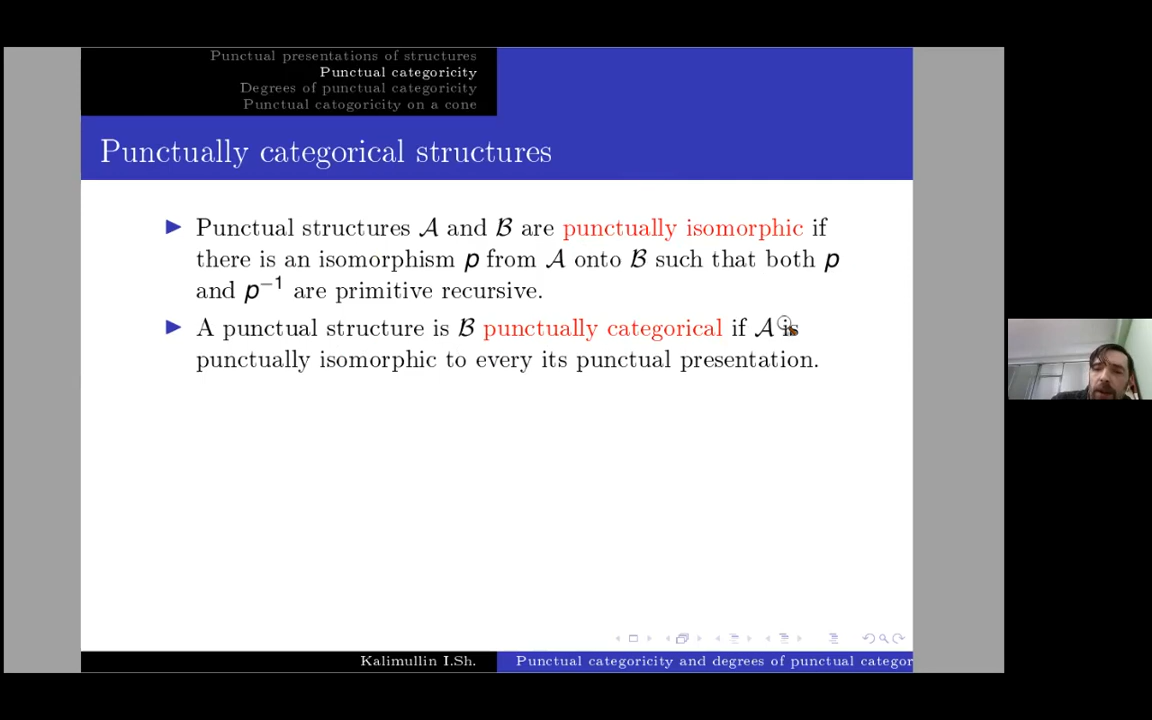 Punctual presentations of structures
Punctual categoricity
Degrees of punctual categoricity
Punctual catogoricity on a cone
Punctually categorical structures
Punctual structures 𝒜 and ℬ are punctually isomorphic if
there is an isomorphism p from 𝒜 onto ℬ such that both p
and p⁻¹ are primitive recursive.
A punctual structure is ℬ punctually categorical if 𝒜 is
punctually isomorphic to every its punctual presentation.
Kalimullin I.Sh.
Punctual categoricity and degrees of punctual categor